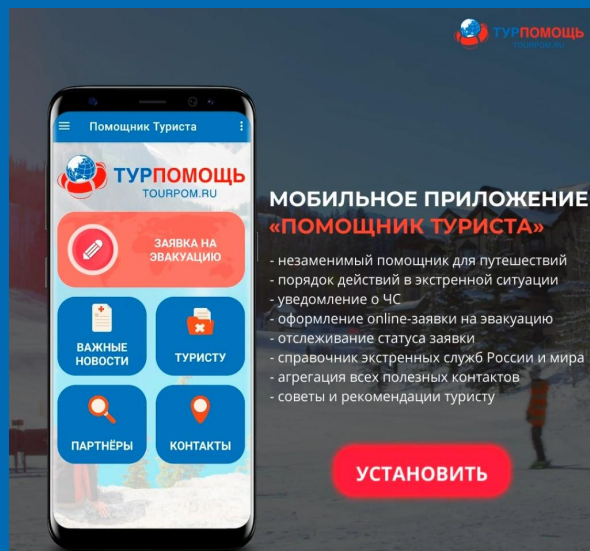 ТУРПОМОЩЬ
TOURPOM.RU
Помощник Туриста
ТУРПОМОЩЬ
TOURPOM.RU
ЗАЯВКА НА
ЭВАКУАЦИЮ
ВАЖНЫЕ
НОВОСТИ
ТУРИСТУ
ПАРТНЁРЫ
КОНТАКТЫ
МОБИЛЬНОЕ ПРИЛОЖЕНИЕ
«ПОМОЩНИК ТУРИСТА»
- незаменимый помощник для путешествий
- порядок действий в экстренной ситуации
- уведомление о ЧС
- оформление online-заявки на эвакуацию
- отслеживание статуса заявки
- справочник экстренных служб России и мира
- агрегация всех полезных контактов
- советы и рекомендации туристу
УСТАНОВИТЬ